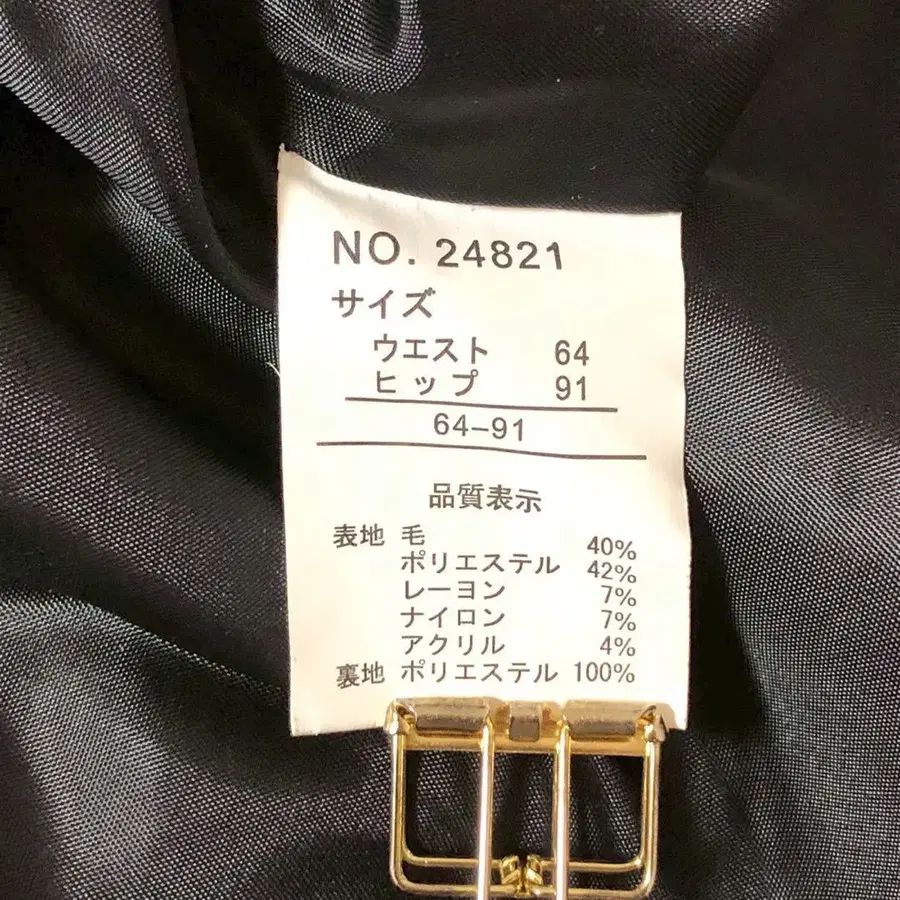 NO. 24821
サイズ
ウエスト 64
ヒップ 91
64-91
品質表示
表地 毛 40%
ポリエステル 42%
レーヨン 7%
ナイロン 7%
アクリル 4%
裏地 ポリエステル 100%